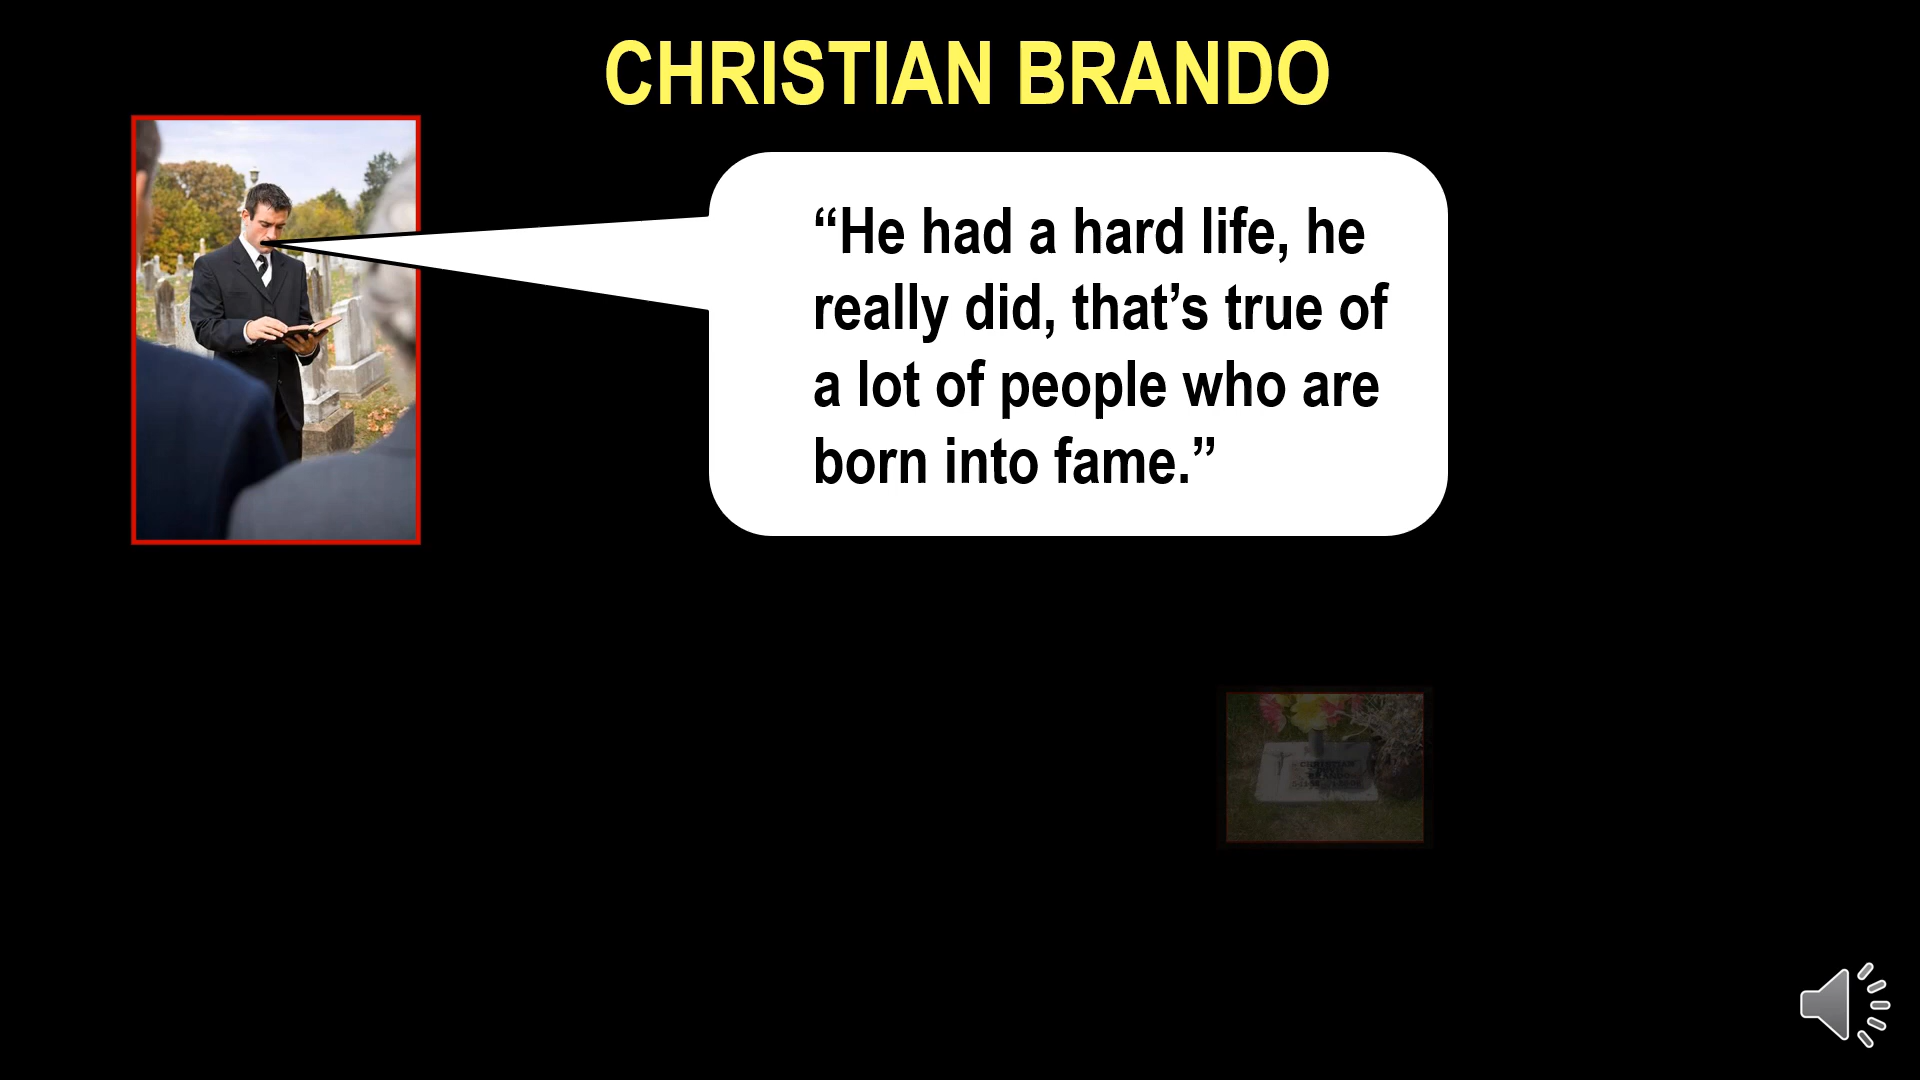 CHRISTIAN BRANDO
“He had a hard life, he
really did, that’s true of
a lot of people who are
born into fame.”
CHRISTIAN